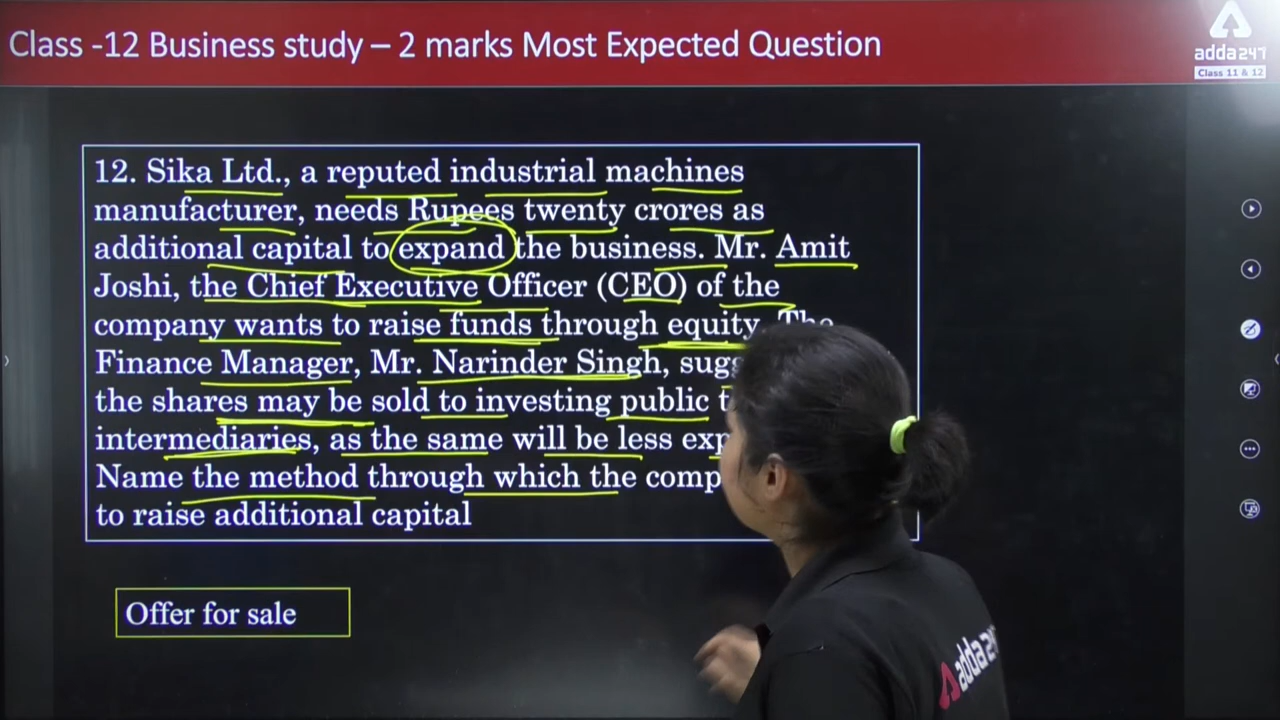 Class -12 Business study – 2 marks Most Expected Question
adda247
Class 11 & 12
12. Sika Ltd., a reputed industrial machines
manufacturer, needs Rupees twenty crores as
additional capital to expand the business. Mr. Amit
Joshi, the Chief Executive Officer (CEO) of the
company wants to raise funds through equity. The
Finance Manager, Mr. Narinder Singh,
the shares may be sold to investing public
intermediaries, as the same will be less
Name the method through which the
to raise additional capital
Offer for sale
adda247